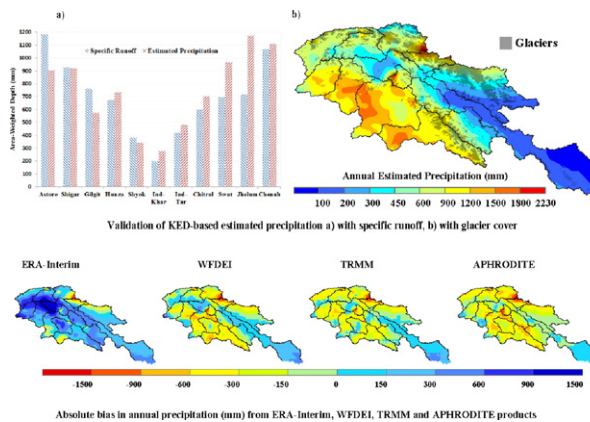 a)
Specific Runoff
Estimated Precipitation
Area-Weighted Depth (mm)
1200
1100
1000
900
800
700
600
500
400
300
200
100
0
Astore Shigar Gilgit Hunza Shyok Ind-Khar Ind-Tar Chitral Swat Jhelum Chenab
b)
Glaciers
Annual Estimated Precipitation (mm)
100 300 450 600 900 1200 1500 1800 2230
Validation of KED-based estimated precipitation a) with specific runoff, b) with glacier cover
ERA-Interim WFDEI TRMM APHRODITE
-1500 -900 -600 -300 -150 0 150 300 600 900 1500
Absolute bias in annual precipitation (mm) from ERA-Interim, WFDEI, TRMM and APHRODITE products